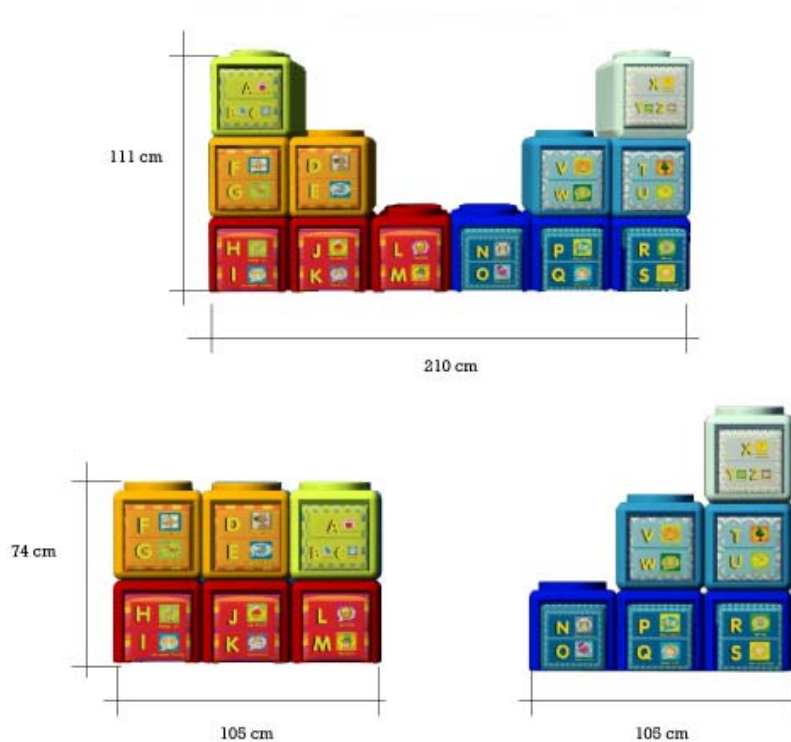 A
B C
X
Y Z
111 cm
F
G
D
E
V
W
T
U
H
I
J
K
L
M
N
O
P
Q
R
S
210 cm
X
Y Z
74 cm
F
G
D
E
A
B C
V
W
T
U
H
I
J
K
L
M
N
O
P
Q
R
S
105 cm
105 cm